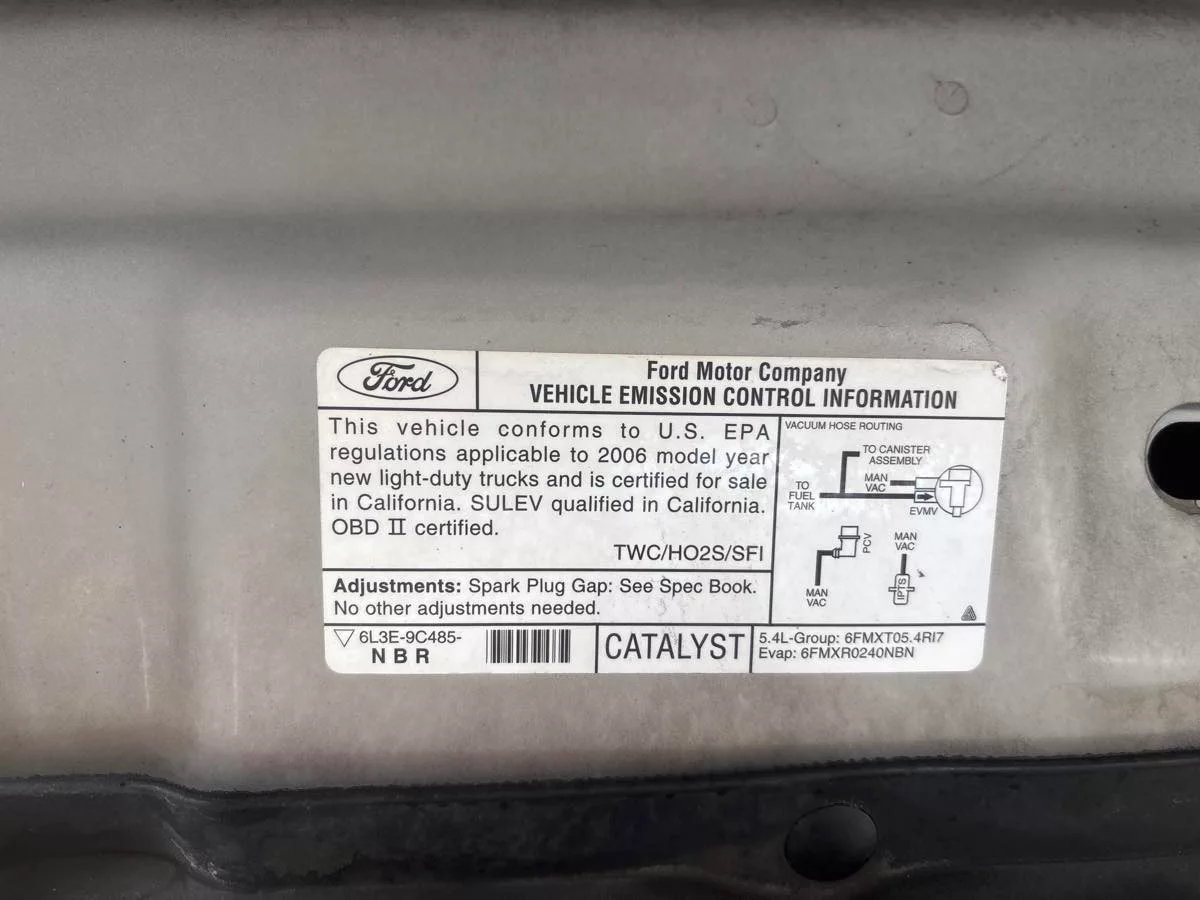 Ford
Ford Motor Company
VEHICLE EMISSION CONTROL INFORMATION
This vehicle conforms to U.S. EPA
regulations applicable to 2006 model year
new light-duty trucks and is certified for sale
in California. SULEV qualified in California.
OBD II certified.
TWC/HO2S/SFI
Adjustments: Spark Plug Gap: See Spec Book.
No other adjustments needed.
VACUUM HOSE ROUTING
TO CANISTER
ASSEMBLY
MAN
VAC
TO
FUEL
TANK
EVMV
PCV
MAN
VAC
MAN
VAC
IPTS
6L3E-9C485-
NBR
CATALYST
5.4L-Group: 6FMXT05.4RI7
Evap: 6FMXR0240NBN